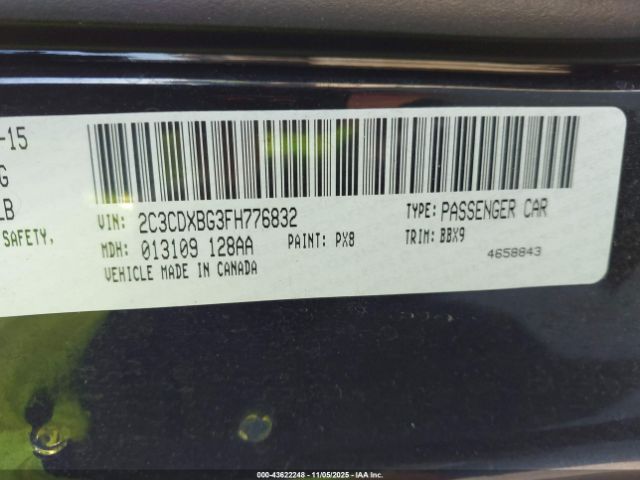 -15
G
LB
SAFETY,
VIN: 2C3CDXBG3FH776832
TYPE: PASSENGER CAR
MDH: 013109 128AA
PAINT: PX8
TRIM: BBX9
VEHICLE MADE IN CANADA
4658843
000-43622248 - 11/05/2025 - IAA Inc.